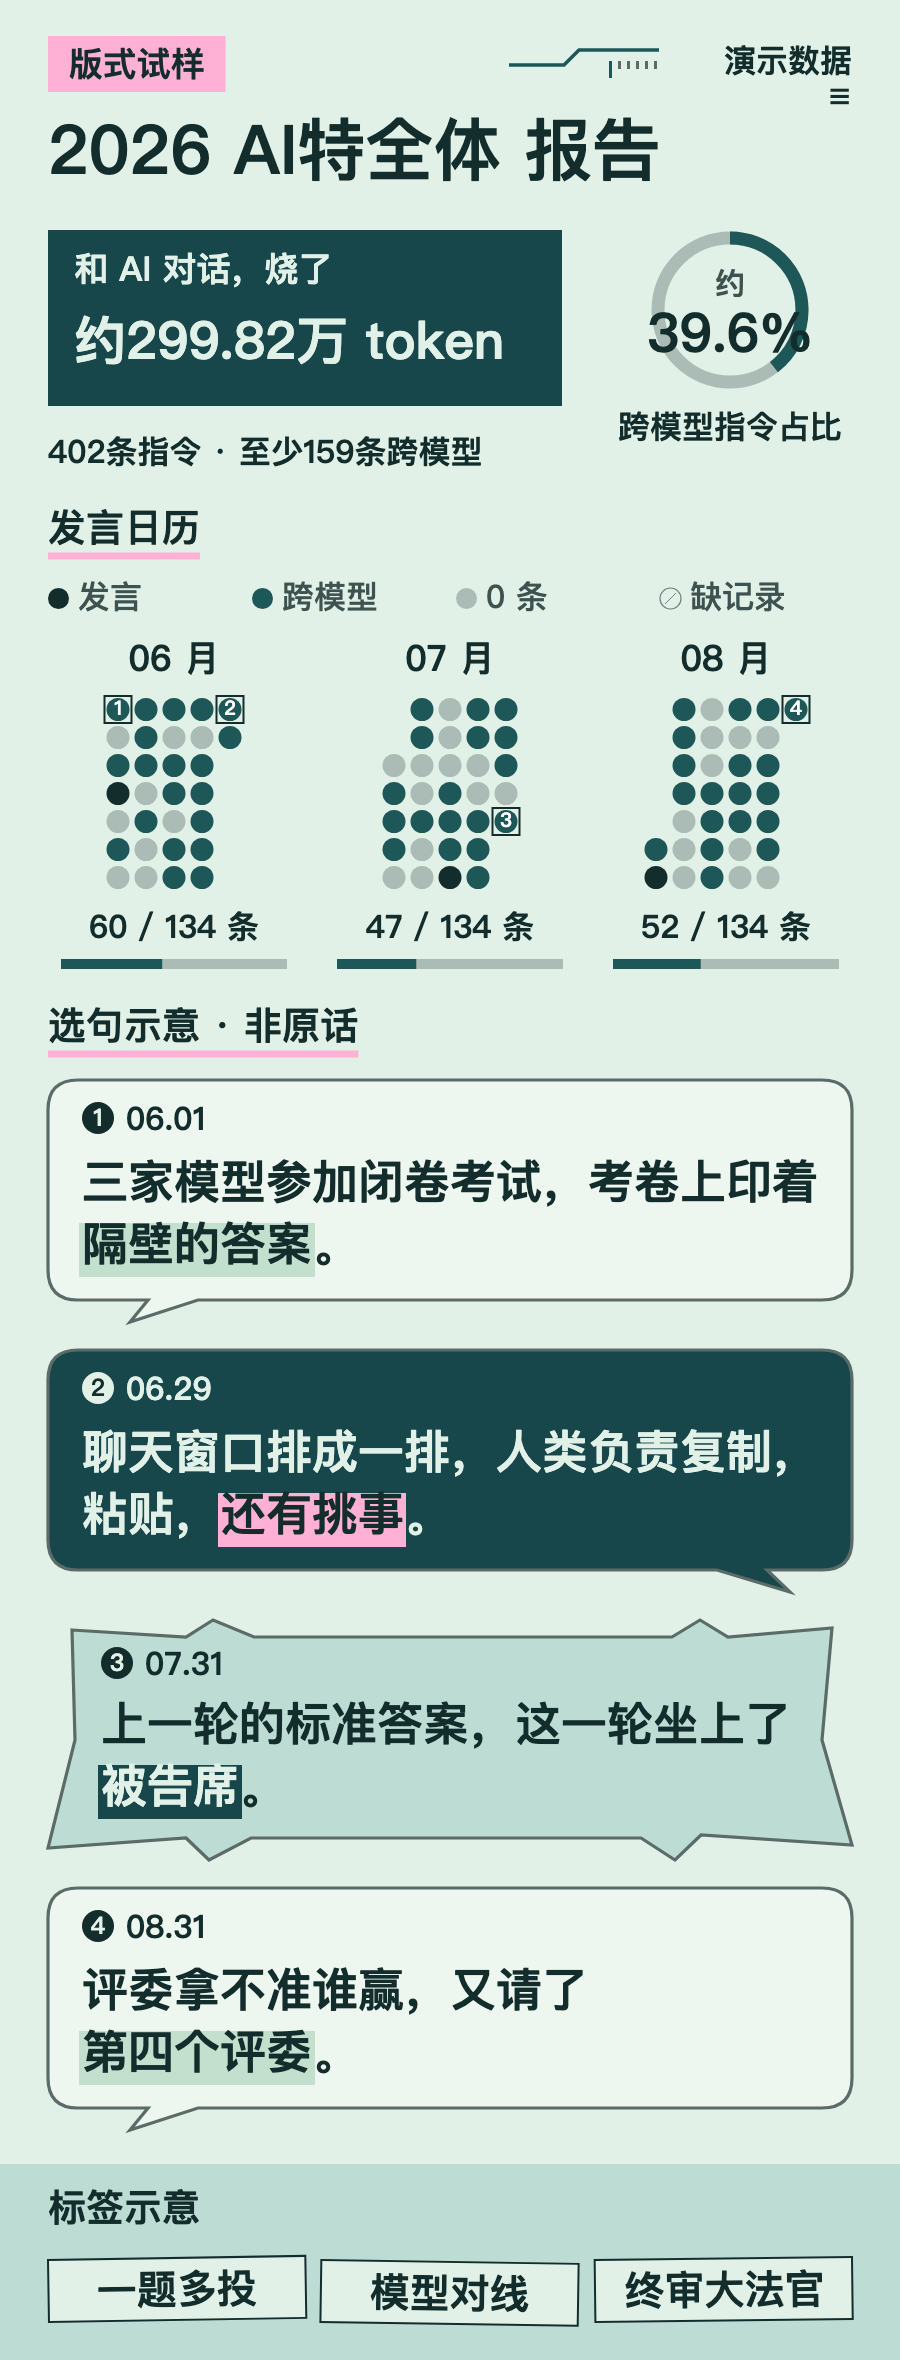 版式试样
演示数据
2026 AI特全体 报告
和 AI 对话，烧了
约299.82万 token
约
39.6%
跨模型指令占比
402条指令 · 至少159条跨模型
发言日历
发言 跨模型 0 条 缺记录
06 月 07 月 08 月
1 2 4
3
60 / 134 条 47 / 134 条 52 / 134 条
选句示意 · 非原话
1 06.01
三家模型参加闭卷考试，考卷上印着
隔壁的答案。
2 06.29
聊天窗口排成一排，人类负责复制，
粘贴，还有挑事。
3 07.31
上一轮的标准答案，这一轮坐上了
被告席。
4 08.31
评委拿不准谁赢，又请了
第四个评委。
标签示意
一题多投 模型对线 终审大法官